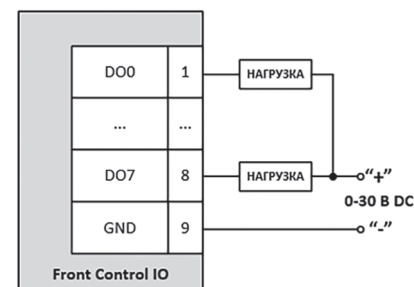 DO0 1 НАГРУЗКА
... ...
DO7 8 НАГРУЗКА “+”
0-30 В DC
GND 9 “-”
Front Control IO